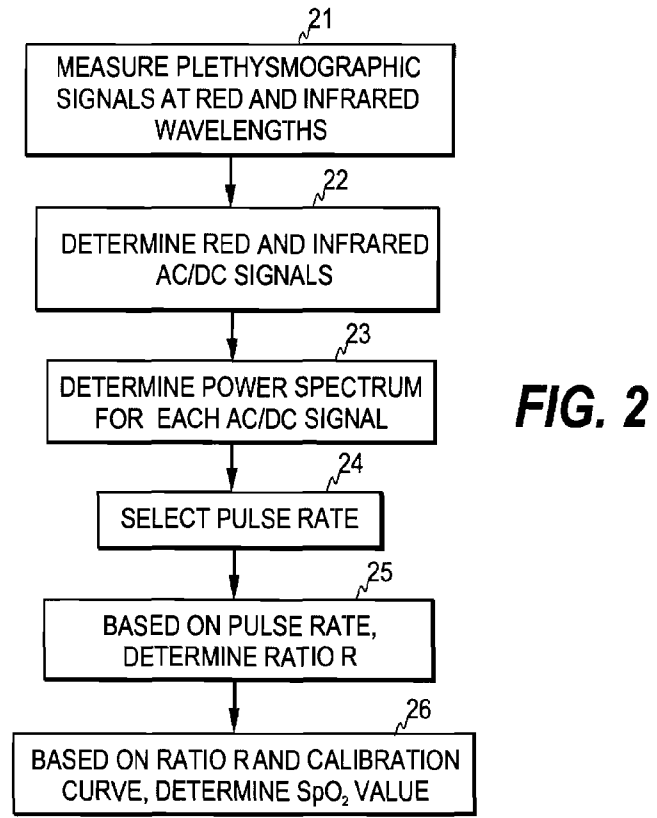 21
MEASURE PLETHYSMOGRAPHIC
SIGNALS AT RED AND INFRARED
WAVELENGTHS
22
DETERMINE RED AND INFRARED
AC/DC SIGNALS
23
DETERMINE POWER SPECTRUM
FOR EACH AC/DC SIGNAL
FIG. 2
24
SELECT PULSE RATE
25
BASED ON PULSE RATE,
DETERMINE RATIO R
26
BASED ON RATIO R AND CALIBRATION
CURVE, DETERMINE SpO₂ VALUE